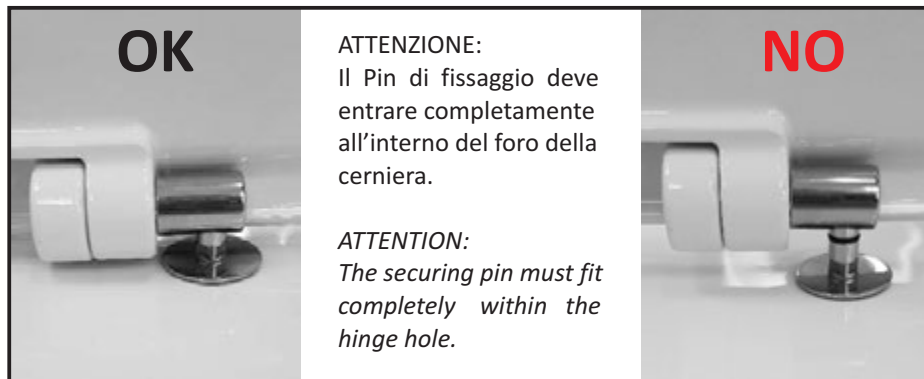 OK
ATTENZIONE:
Il Pin di fissaggio deve
entrare completamente
all’interno del foro della
cerniera.
ATTENTION:
The securing pin must fit
completely within the
hinge hole.
NO